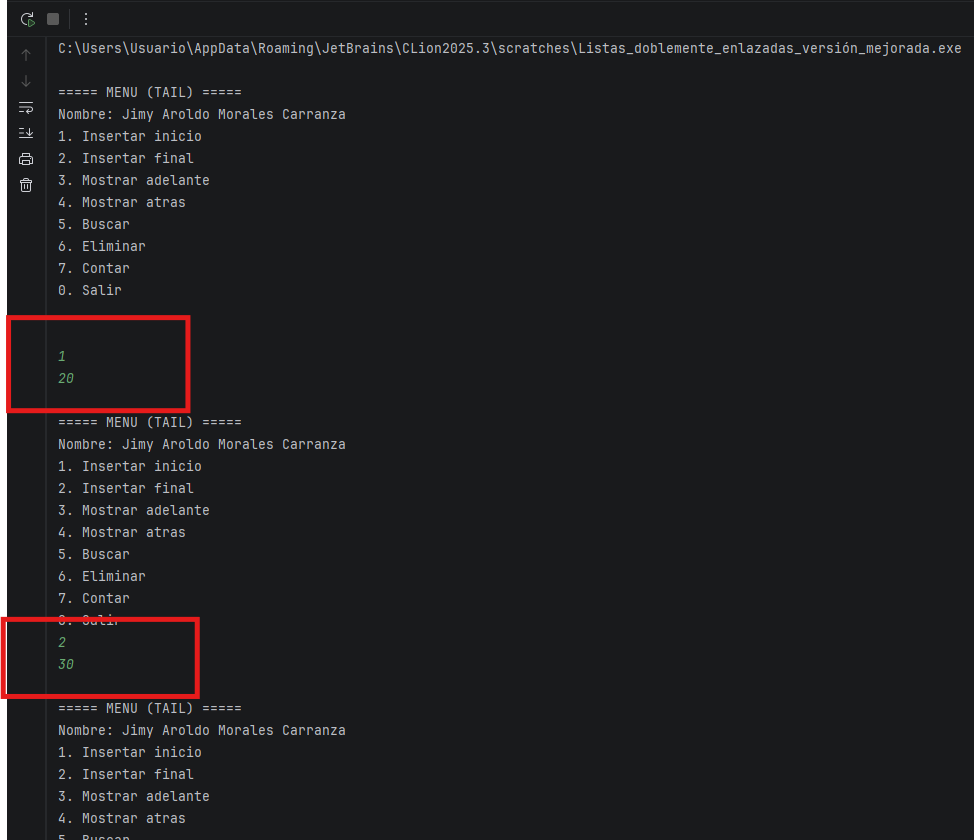 C:\Users\Usuario\AppData\Roaming\JetBrains\CLion2025.3\scratches\Listas_doblemente_enlazadas_versión_mejorada.exe
===== MENU (TAIL) =====
Nombre: Jimy Aroldo Morales Carranza
1. Insertar inicio
2. Insertar final
3. Mostrar adelante
4. Mostrar atras
5. Buscar
6. Eliminar
7. Contar
0. Salir
1
20
===== MENU (TAIL) =====
Nombre: Jimy Aroldo Morales Carranza
1. Insertar inicio
2. Insertar final
3. Mostrar adelante
4. Mostrar atras
5. Buscar
6. Eliminar
7. Contar
0. Salir
2
30
===== MENU (TAIL) =====
Nombre: Jimy Aroldo Morales Carranza
1. Insertar inicio
2. Insertar final
3. Mostrar adelante
4. Mostrar atras
5. Buscar